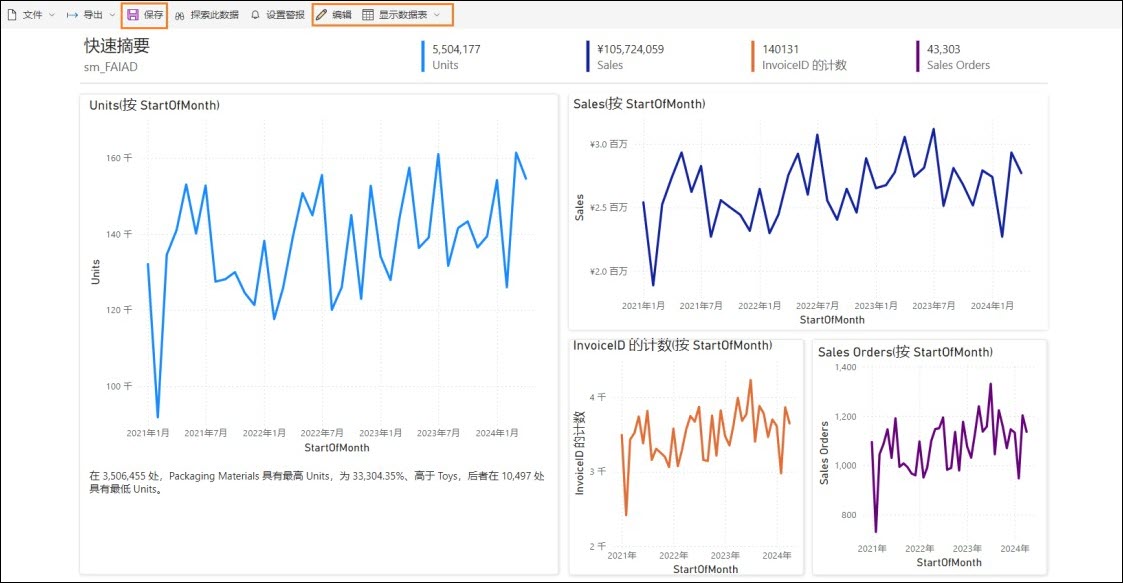 文件 导出 保存 探索此数据 设置警报 编辑 显示数据表
快速摘要
sm_FAIAD
5,504,177
Units
¥105,724,059
Sales
140131
InvoiceID 的计数
43,303
Sales Orders
Units(按 StartOfMonth)
160 千
140 千
120 千
100 千
Units
2021年1月 2021年7月 2022年1月 2022年7月 2023年1月 2023年7月 2024年1月
StartOfMonth
在 3,506,455 处，Packaging Materials 具有最高 Units，为 33,304.35%、高于 Toys，后者在 10,497 处
具有最低 Units。
Sales(按 StartOfMonth)
¥3.0 百万
¥2.5 百万
¥2.0 百万
Sales
2021年1月 2021年7月 2022年1月 2022年7月 2023年1月 2023年7月 2024年1月
StartOfMonth
InvoiceID 的计数(按 StartOfMonth)
4 千
3 千
2 千
InvoiceID 的计数
2021年 2022年 2023年 2024年
StartOfMonth
Sales Orders(按 StartOfMonth)
1,400
1,200
1,000
800
Sales Orders
2021年 2022年 2023年 2024年
StartOfMonth